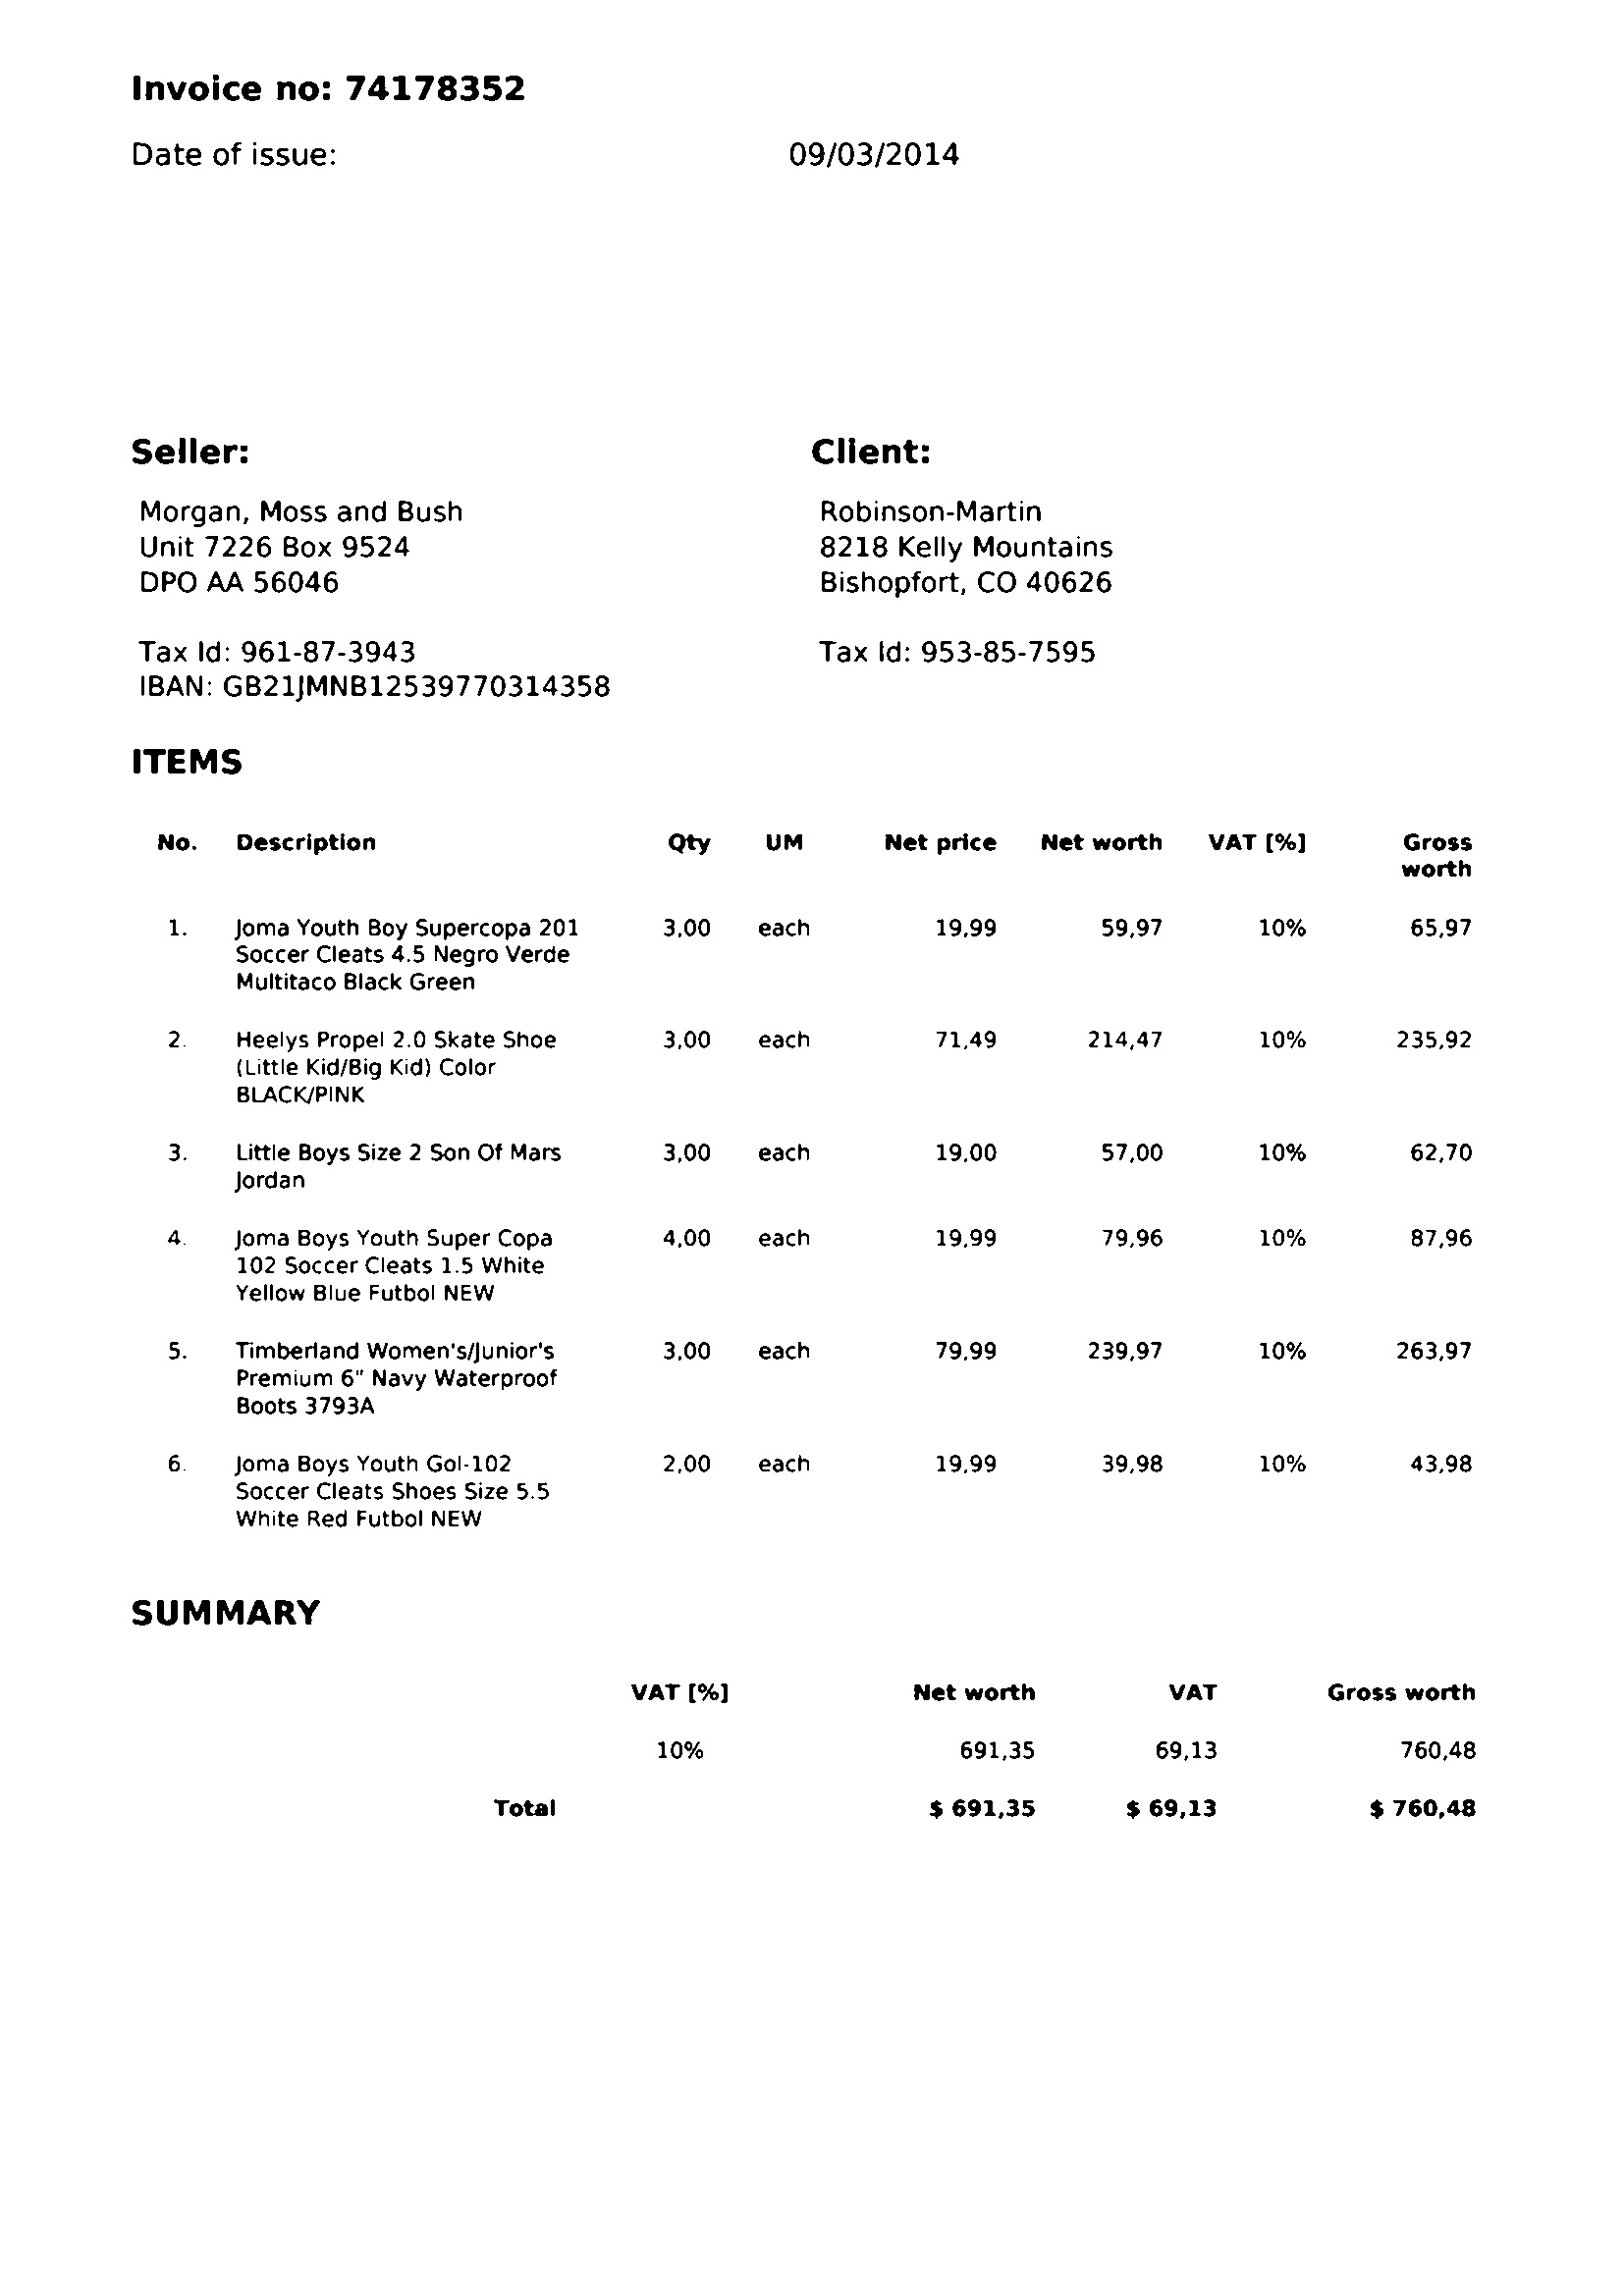 Invoice no: 74178352
Date of issue: 09/03/2014
Seller: Client:
Morgan, Moss and Bush Robinson-Martin
Unit 7226 Box 9524 8218 Kelly Mountains
DPO AA 56046 Bishopfort, CO 40626
Tax Id: 961-87-3943 Tax Id: 953-85-7595
IBAN: GB21JMNB12539770314358
ITEMS
No. Description Qty UM Net price Net worth VAT [%] Gross
worth
1. Joma Youth Boy Supercopa 201 3,00 each 19,99 59,97 10% 65,97
Soccer Cleats 4.5 Negro Verde
Multitaco Black Green
2. Heelys Propel 2.0 Skate Shoe 3,00 each 71,49 214,47 10% 235,92
(Little Kid/Big Kid) Color
BLACK/PINK
3. Little Boys Size 2 Son Of Mars 3,00 each 19,00 57,00 10% 62,70
Jordan
4. Joma Boys Youth Super Copa 4,00 each 19,99 79,96 10% 87,96
102 Soccer Cleats 1.5 White
Yellow Blue Futbol NEW
5. Timberland Women's/Junior's 3,00 each 79,99 239,97 10% 263,97
Premium 6" Navy Waterproof
Boots 3793A
6. Joma Boys Youth Gol-102 2,00 each 19,99 39,98 10% 43,98
Soccer Cleats Shoes Size 5.5
White Red Futbol NEW
SUMMARY
VAT [%] Net worth VAT Gross worth
10% 691,35 69,13 760,48
Total $ 691,35 $ 69,13 $ 760,48